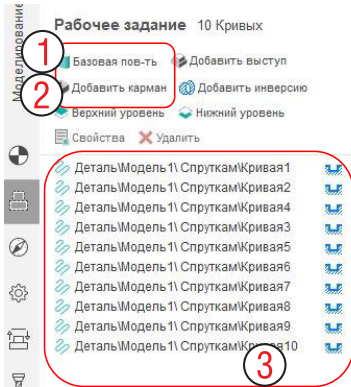 Моделирование
Рабочее задание 10 Кривых
1
Базовая пов-ть Добавить выступ
2
Добавить карман Добавить инверсию
Верхний уровень Нижний уровень
Свойства Удалить
Деталь\Модель1\ Спруткам\Кривая1
Деталь\Модель1\ Спруткам\Кривая2
Деталь\Модель1\ Спруткам\Кривая4
Деталь\Модель1\ Спруткам\Кривая3
Деталь\Модель1\ Спруткам\Кривая5
Деталь\Модель1\ Спруткам\Кривая6
Деталь\Модель1\ Спруткам\Кривая7
Деталь\Модель1\ Спруткам\Кривая8
Деталь\Модель1\ Спруткам\Кривая9
Деталь\Модель1\ Спруткам\Кривая10
3